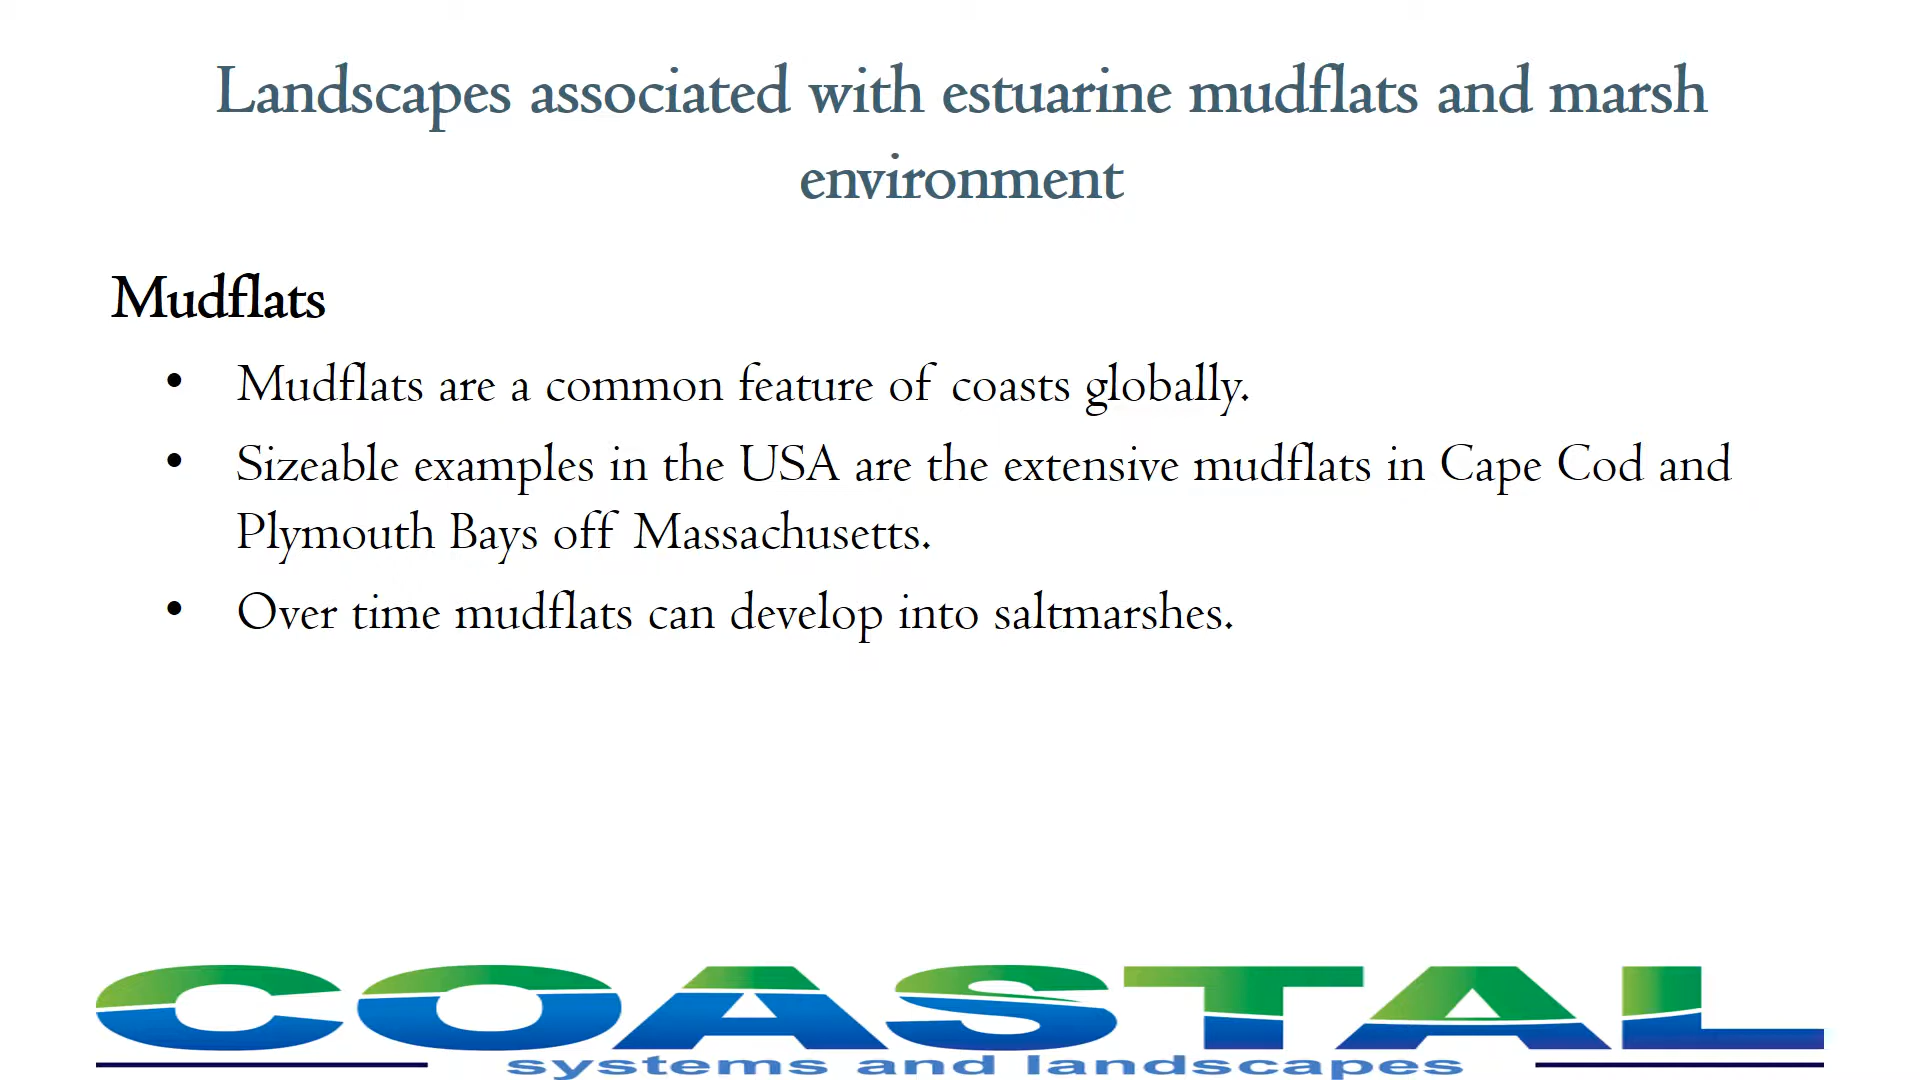 Landscapes associated with estuarine mudflats and marsh
environment
Mudflats
• Mudflats are a common feature of coasts globally.
• Sizeable examples in the USA are the extensive mudflats in Cape Cod and
Plymouth Bays off Massachusetts.
• Over time mudflats can develop into saltmarshes.
COASTAL
systems and landscapes